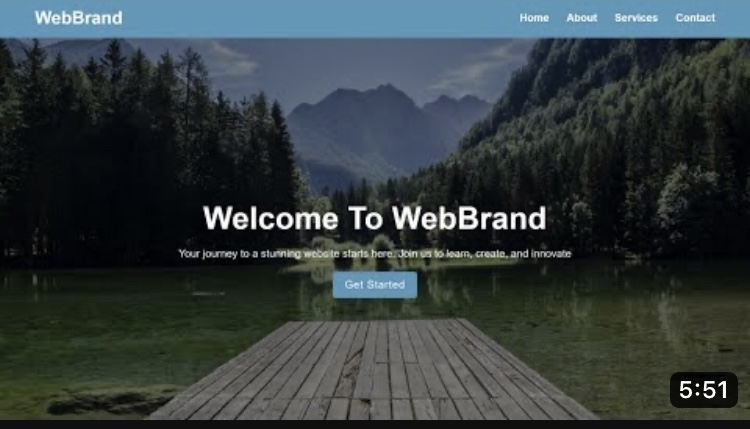 WebBrand
Home About Services Contact
Welcome To WebBrand
Your journey to a stunning website starts here. Join us to learn, create, and innovate
Get Started
5:51